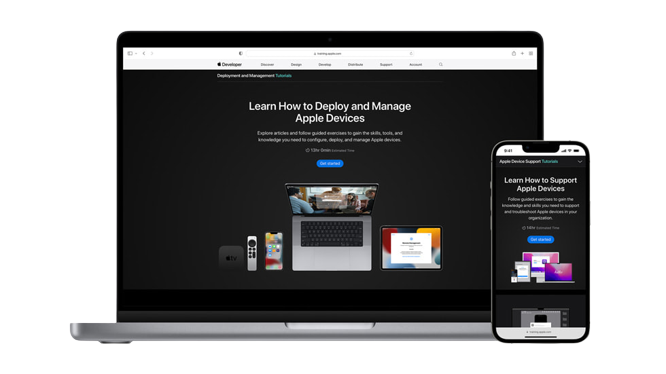 training.apple.com
Developer
Discover
Design
Develop
Distribute
Support
Account
Deployment and Management Tutorials
Learn How to Deploy and Manage
Apple Devices
Explore articles and follow guided exercises to gain the skills, tools, and
knowledge you need to configure, deploy, and manage Apple devices.
13hr 0min Estimated Time
Get started
tv
9:41
Apple Device Support Tutorials
Learn How to Support
Apple Devices
Follow guided exercises to gain the
knowledge and skills you need to support
and troubleshoot Apple devices in your
organization.
14hr Estimated Time
Get started
training.apple.com